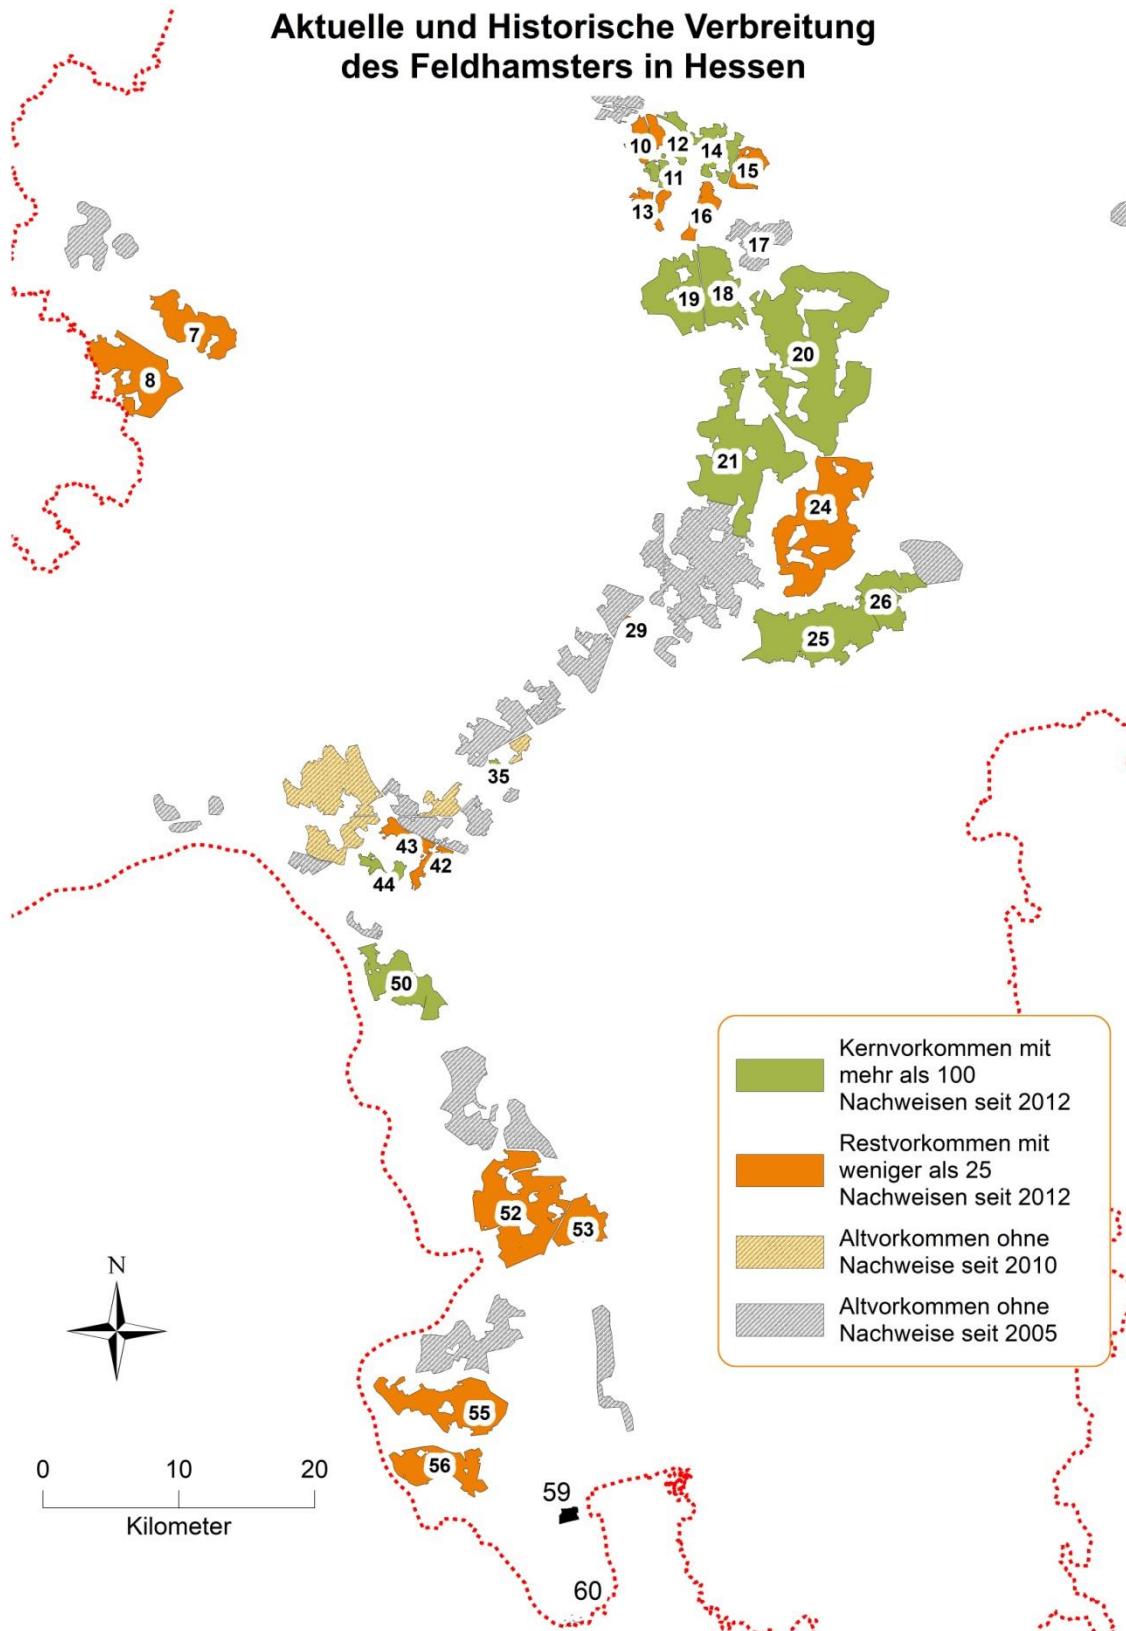 Aktuelle und Historische Verbreitung
des Feldhamsters in Hessen
10
12
14
15
11
13
16
17
19
18
7
8
20
21
24
26
25
29
35
43
42
44
50
Kernvorkommen mit
mehr als 100
Nachweisen seit 2012
Restvorkommen mit
weniger als 25
Nachweisen seit 2012
Altvorkommen ohne
Nachweise seit 2010
Altvorkommen ohne
Nachweise seit 2005
52
53
N
55
56
0 10 20
Kilometer
59
60